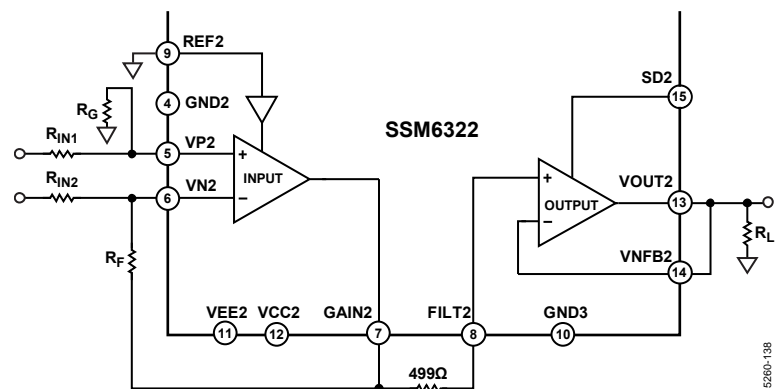 REF2
9
SD2
4
GND2
15
RG
SSM6322
RIN1
VP2
5
+
INPUT
−
+
OUTPUT
−
VOUT2
13
RIN2
VN2
6
RL
RF
VNFB2
14
VEE2
VCC2
GAIN2
FILT2
GND3
11
12
7
8
10
499Ω
5260-138